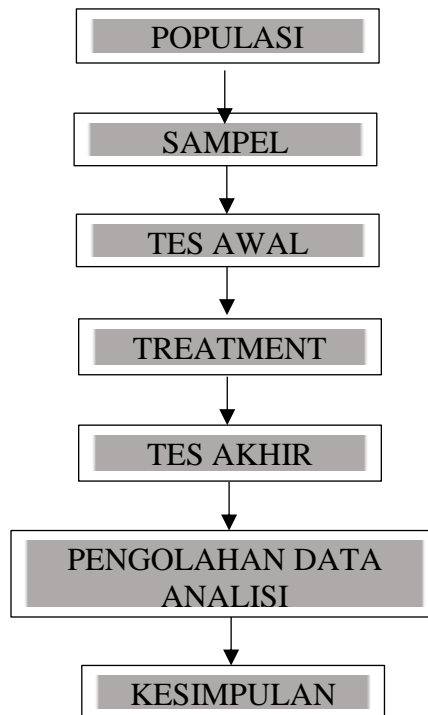 POPULASI
SAMPEL
TES AWAL
TREATMENT
TES AKHIR
PENGOLAHAN DATA
ANALISI
KESIMPULAN